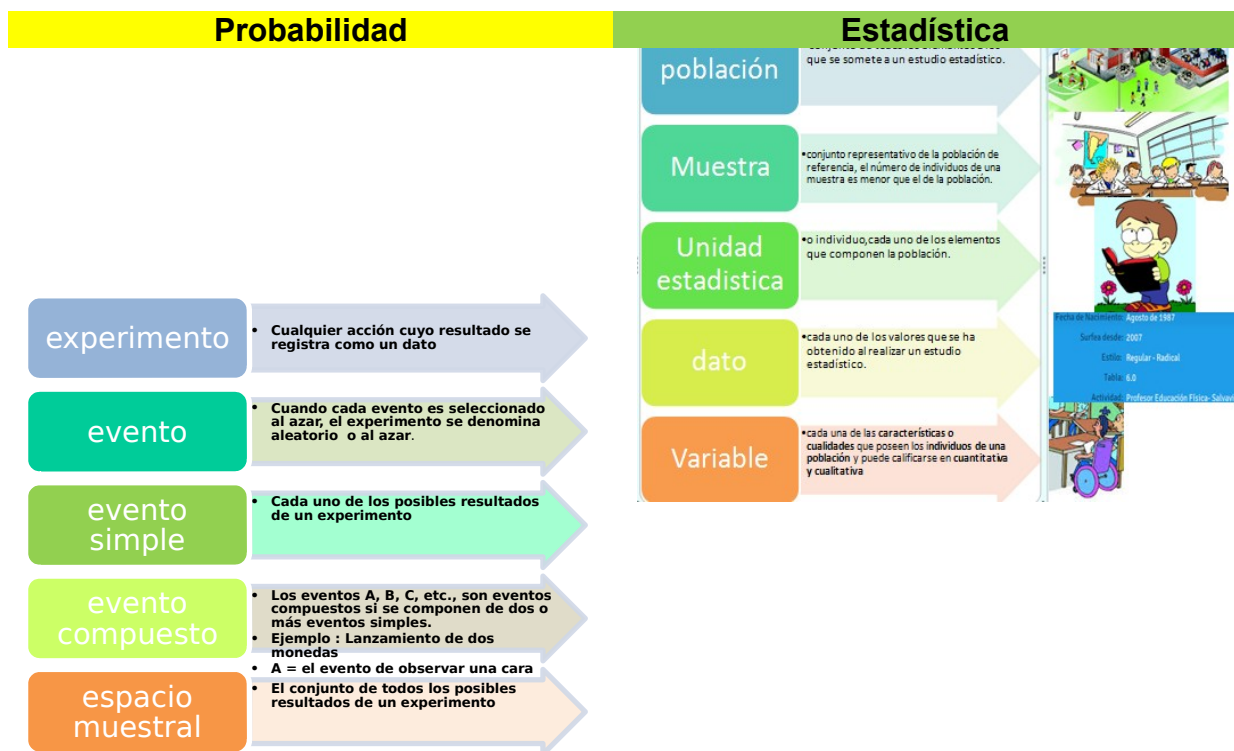 Probabilidad
experimento
• Cualquier acción cuyo resultado se
registra como un dato
evento
• Cuando cada evento es seleccionado
al azar, el experimento se denomina
aleatorio o al azar.
evento
simple
• Cada uno de los posibles resultados
de un experimento
evento
compuesto
• Los eventos A, B, C, etc., son eventos
compuestos si se componen de dos o
más eventos simples.
• Ejemplo : Lanzamiento de dos
monedas
• A = el evento de observar una cara
espacio
muestral
• El conjunto de todos los posibles
resultados de un experimento
Estadística
población
que se somete a un estudio estadístico.
Muestra
•conjunto representativo de la población de
referencia, el número de individuos de una
muestra es menor que el de la población.
Unidad
estadistica
•o individuo,cada uno de los elementos
que componen la población.
dato
•cada uno de los valores que se ha
obtenido al realizar un estudio
estadístico.
Fecha de Nacimiento: Agosto de 1987
Surfea desde: 2007
Estilo: Regular - Radical
Tabla: 6.0
Actividad: Profesor Educación Física- Salvavi
Variable
•cada una de las características o
cualidades que poseen los individuos de una
población y puede calificarse en cuantitativa
y cualitativa